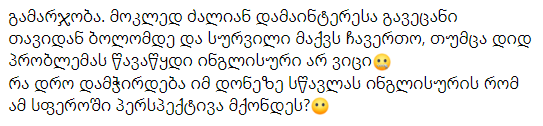 გამარჯობა. მოკლედ ძალიან დამაინტერესა გავეცანი
თავიდან ბოლომდე და სურვილი მაქვს ჩავერთო, თუმცა დიდ
პრობლემას წავაწყდი ინგლისური არ ვიცი😬
რა დრო დამჭირდება იმ დონეზე სწავლას ინგლისურის რომ
ამ სფეროში პერსპექტივა მქონდეს?😶